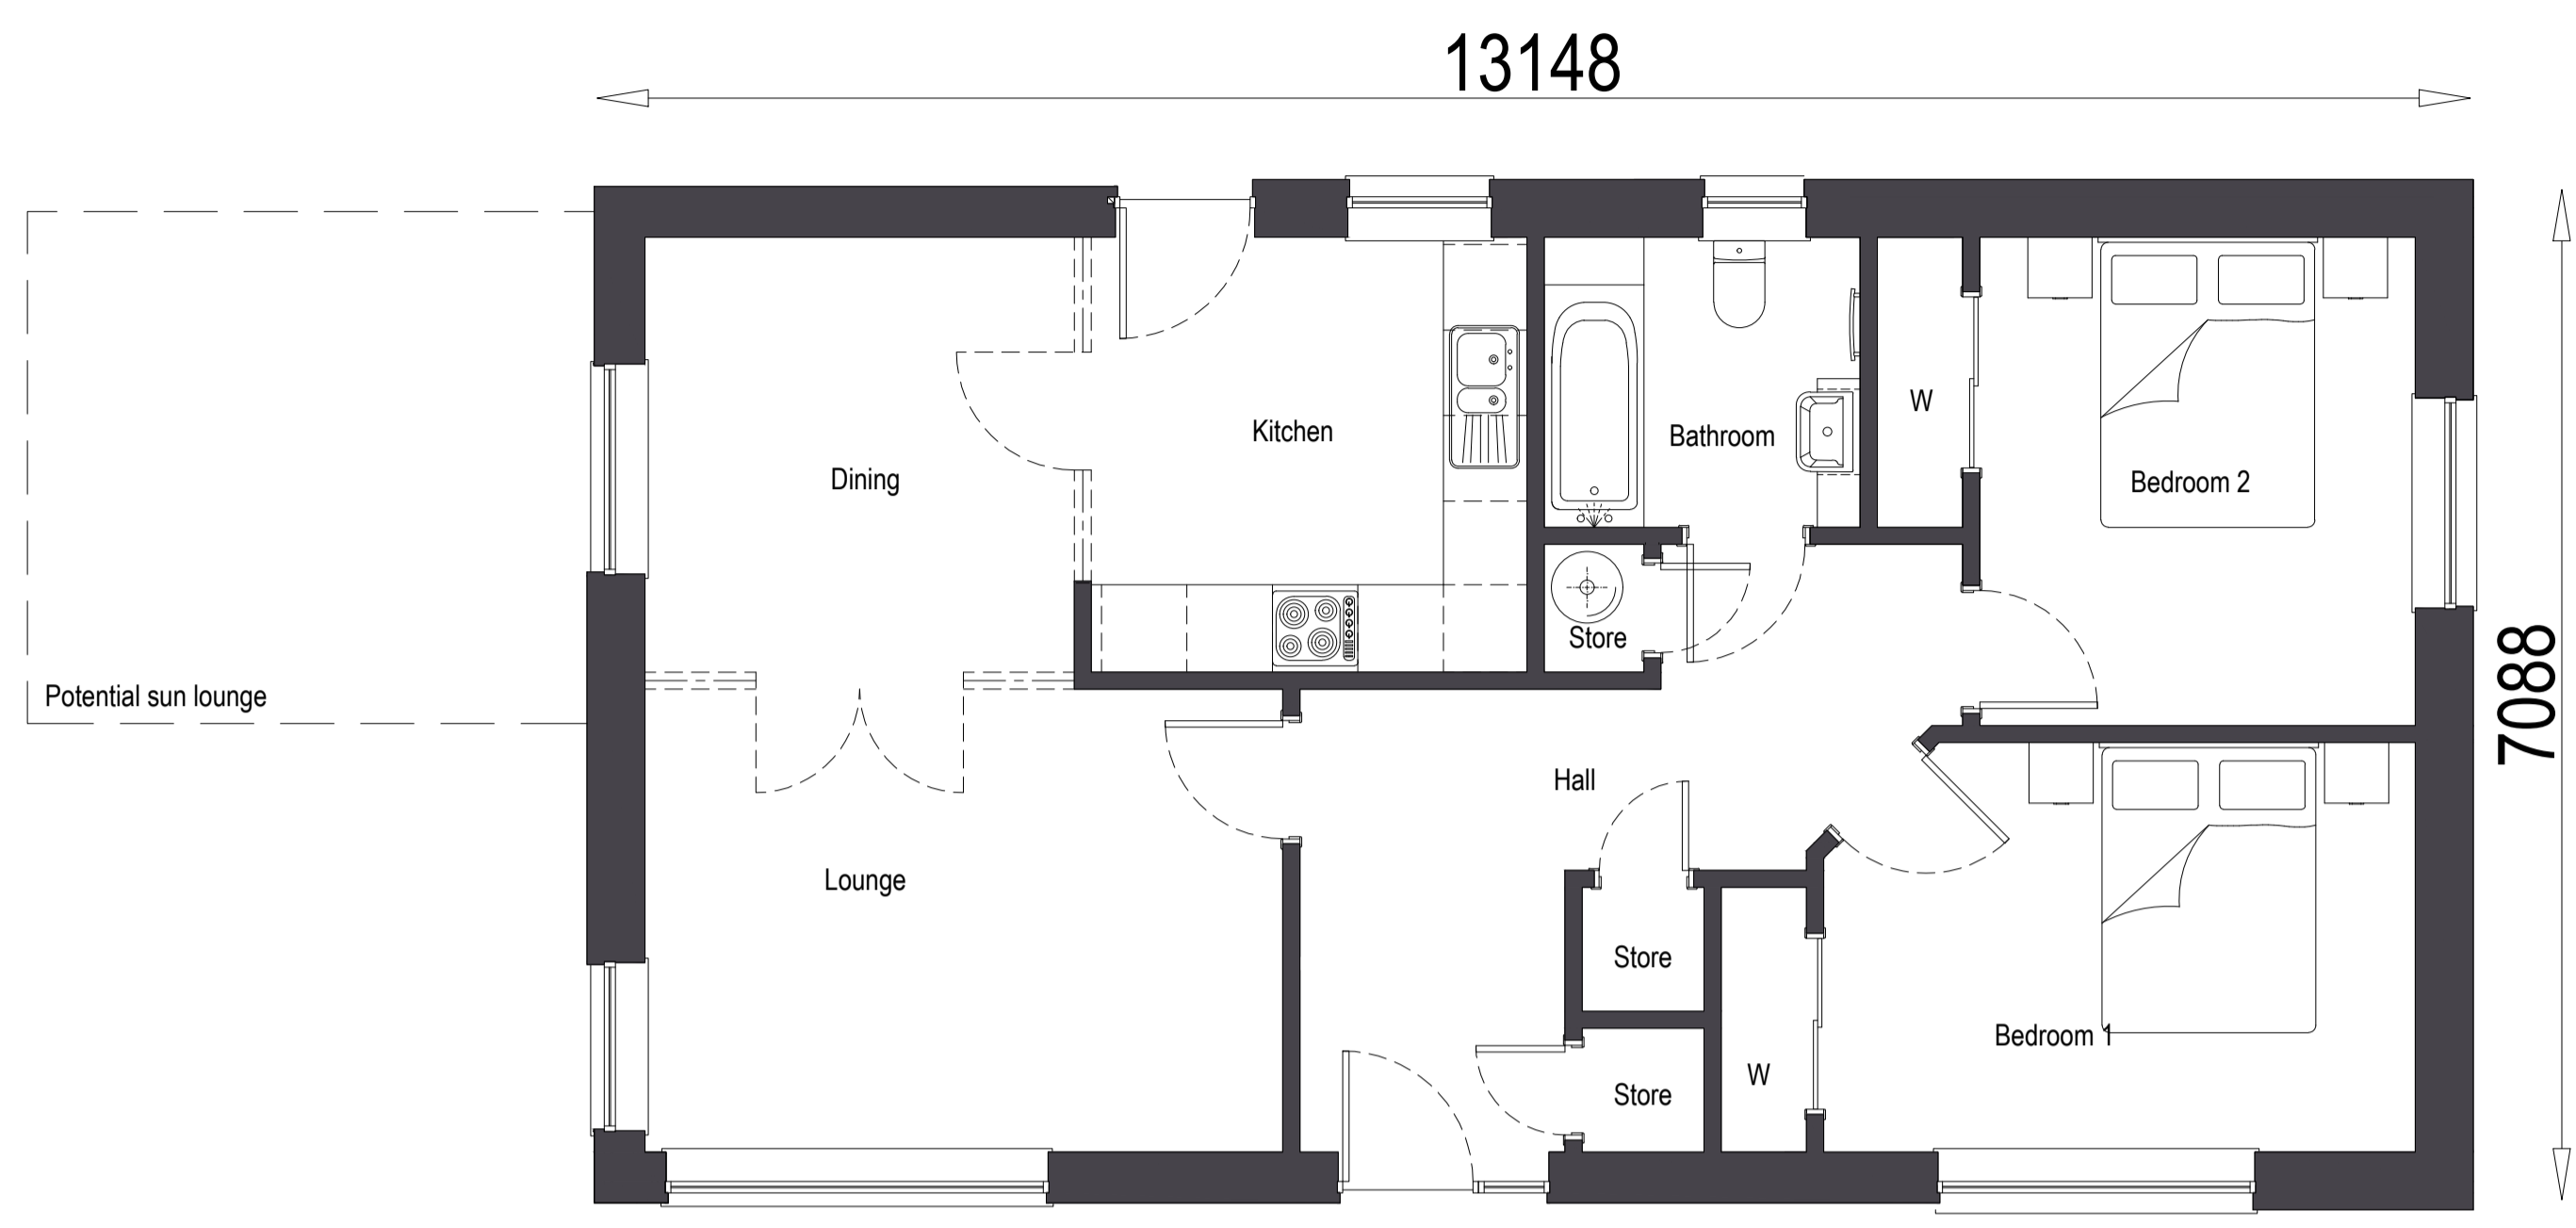 13148
Kitchen
Dining
Bathroom
W
Bedroom 2
Store
7088
Potential sun lounge
Hall
Lounge
Store
Bedroom 1
W
Store